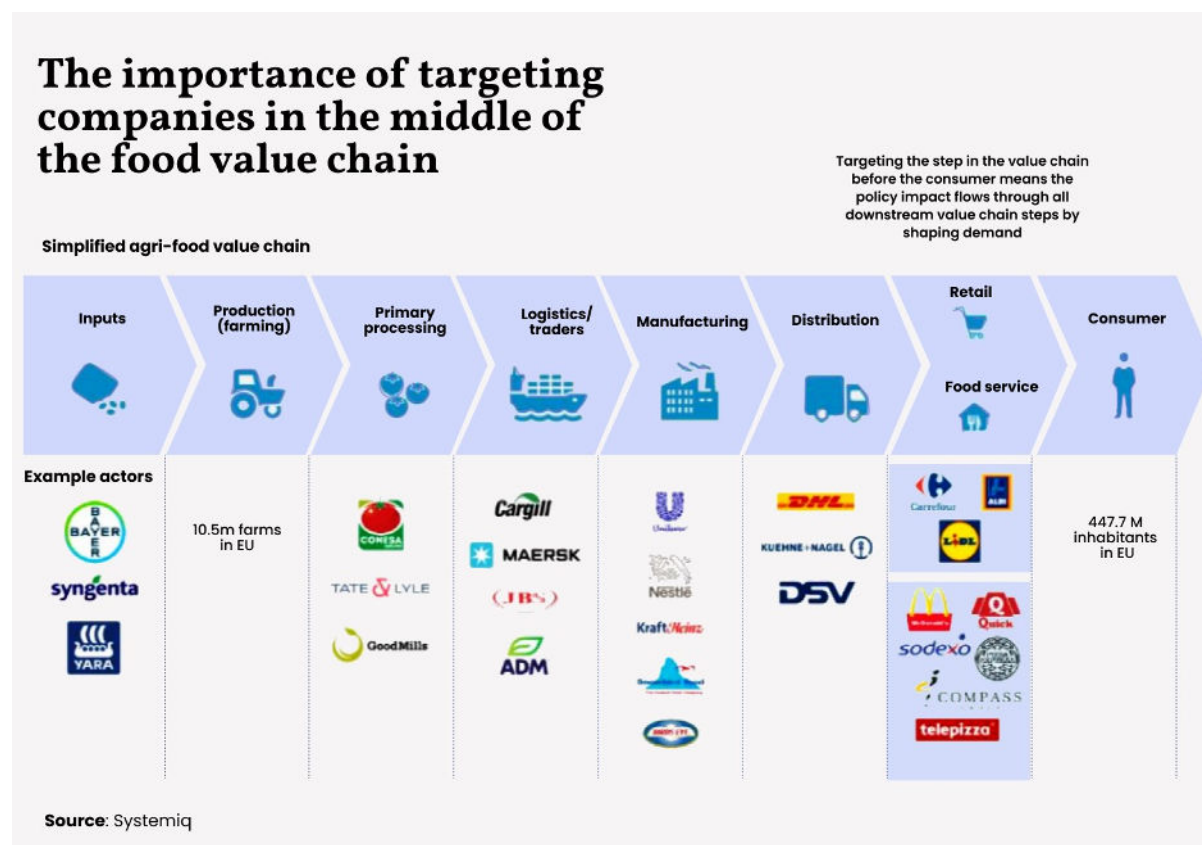 The importance of targeting
companies in the middle of
the food value chain
Targeting the step in the value chain
before the consumer means the
policy impact flows through all
downstream value chain steps by
shaping demand
Simplified agri-food value chain
Inputs
Production
(farming)
Primary
processing
Logistics/
traders
Manufacturing
Distribution
Retail
Food service
Consumer
Example actors
BAYER
BAYER
syngenta
YARA
10.5m farms
in EU
CONESA
TATE & LYLE
GoodMills
Cargill
MAERSK
JBS
ADM
Unilever
Nestlé
Kraft Heinz
DHL
KUEHNE+NAGEL
DSV
Carrefour
ALDI
LIDL
McDonald's
Q
Quick
sodexo
COMPASS
telepizza
447.7 M
inhabitants
in EU
Source: Systemiq